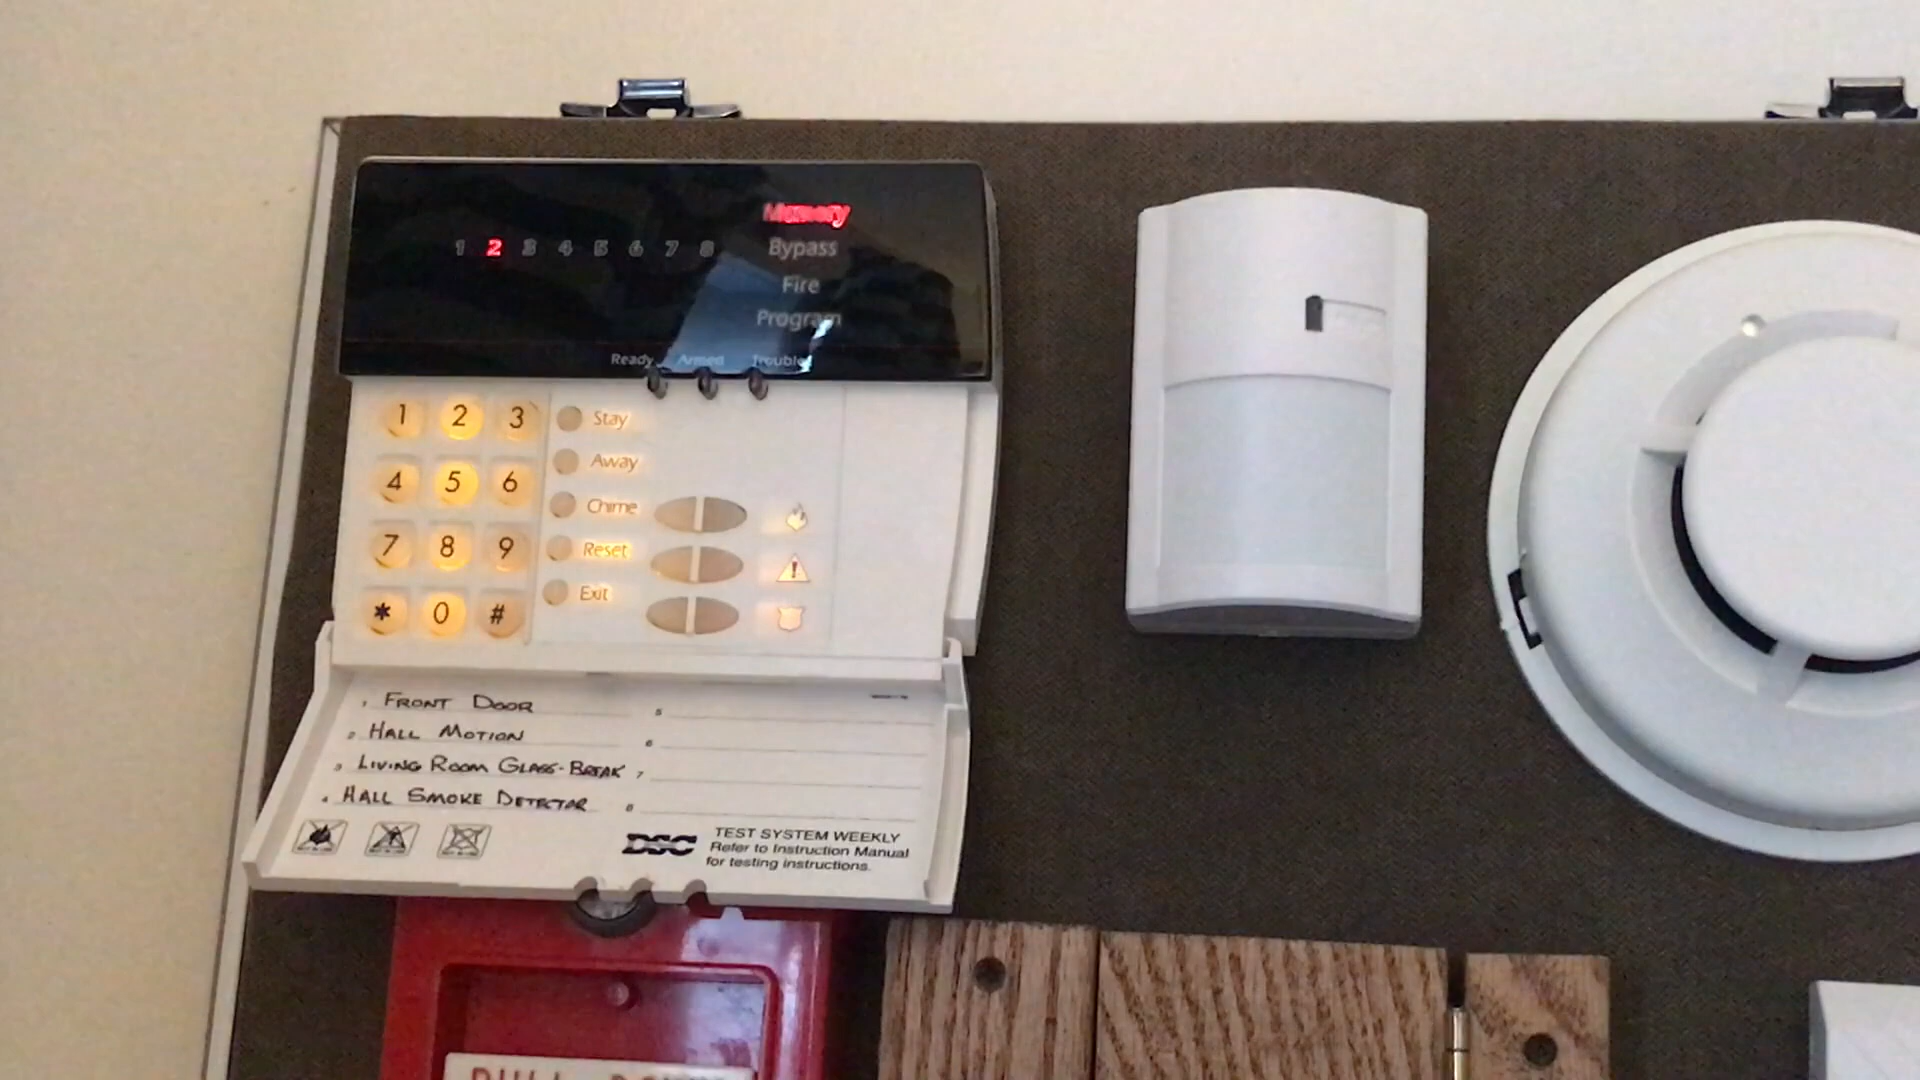 Memory
1 2 3 4 5 6 7 8 Bypass
Fire
Program
Ready Armed Trouble
1 2 3 Stay
4 5 6 Away
Chime
7 8 9 Reset
* 0 # Exit
1 FRONT DOOR 5
2 HALL MOTION 6
3 LIVING ROOM GLASS-BREAK 7
4 HALL SMOKE DETECTOR 8
DSC TEST SYSTEM WEEKLY
Refer to Instruction Manual
for testing instructions.
PULL DOWN